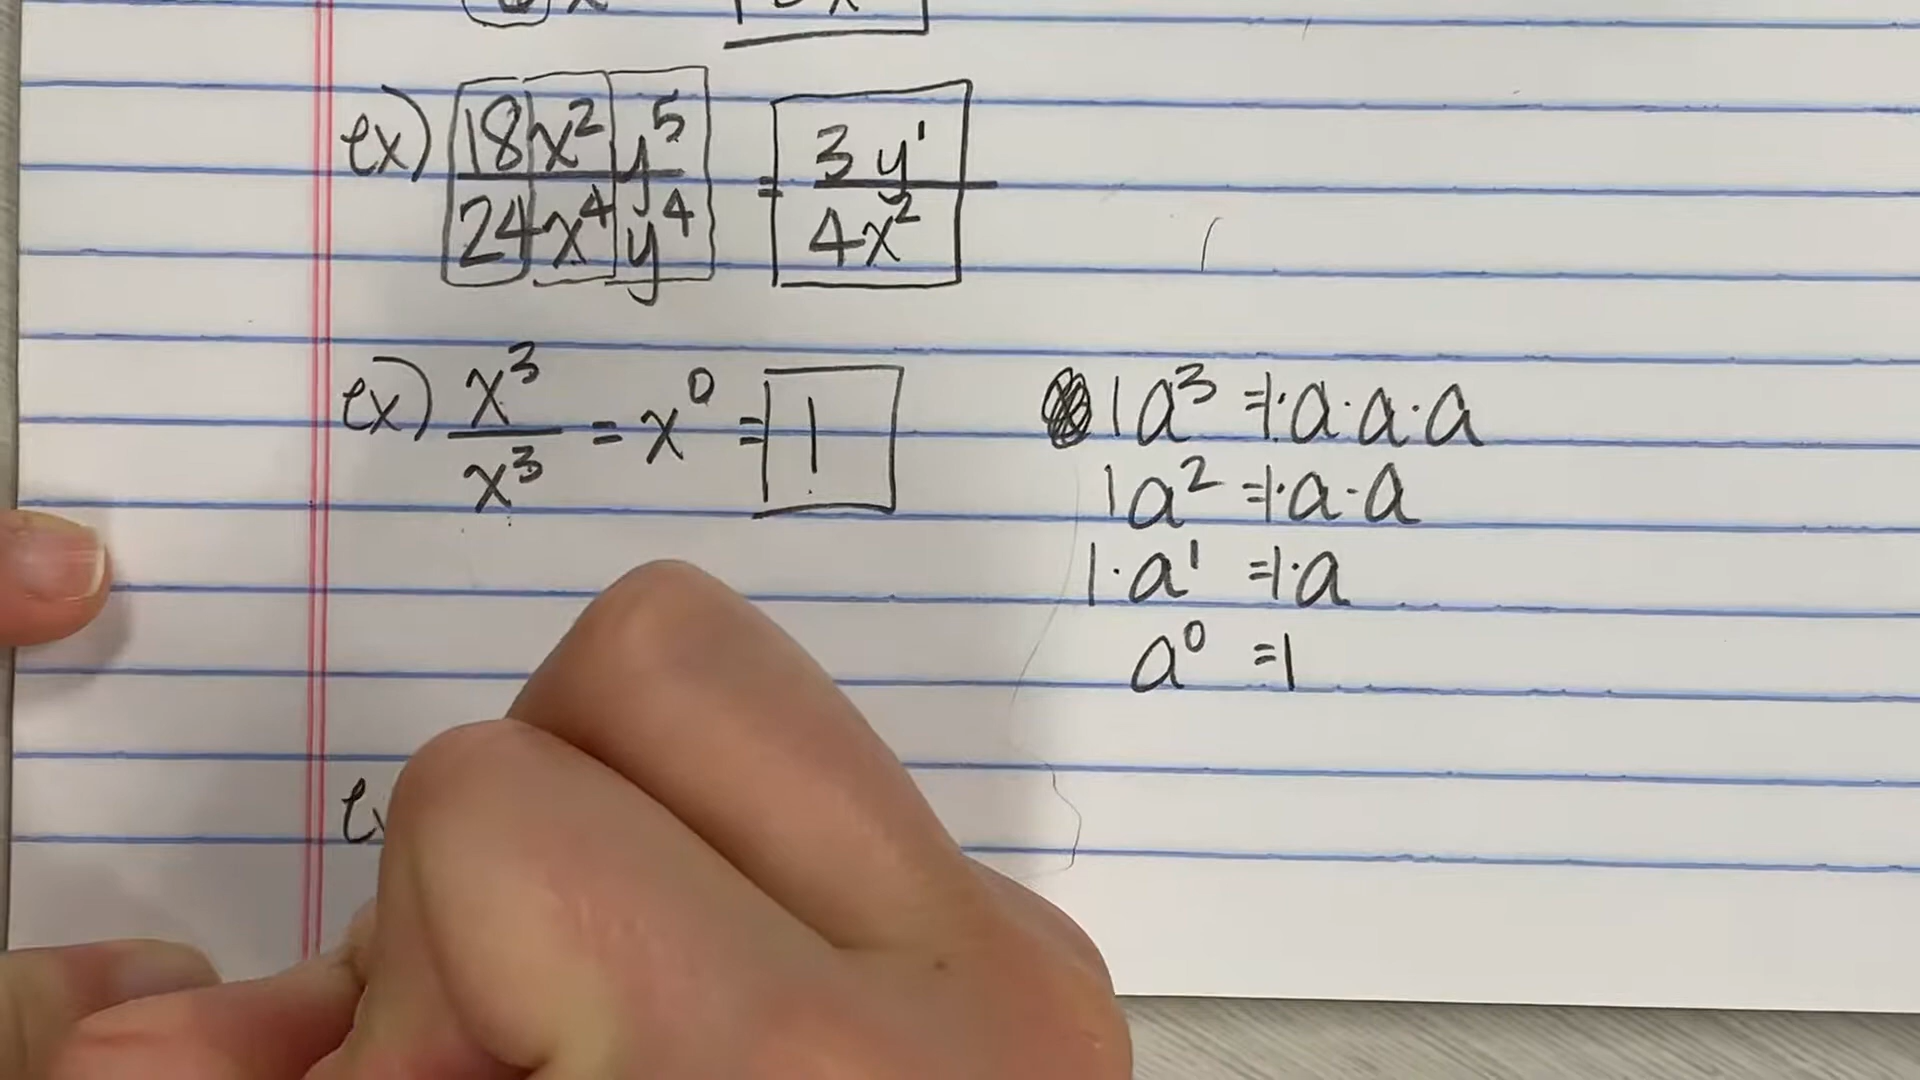 ex) 18x²y⁵ / 24x⁴y⁴ = 3y¹ / 4x²
ex) x³ / x³ = x⁰ = 1
1a³ = 1·a·a·a
1a² = 1·a·a
1·a¹ = 1·a
a⁰ = 1